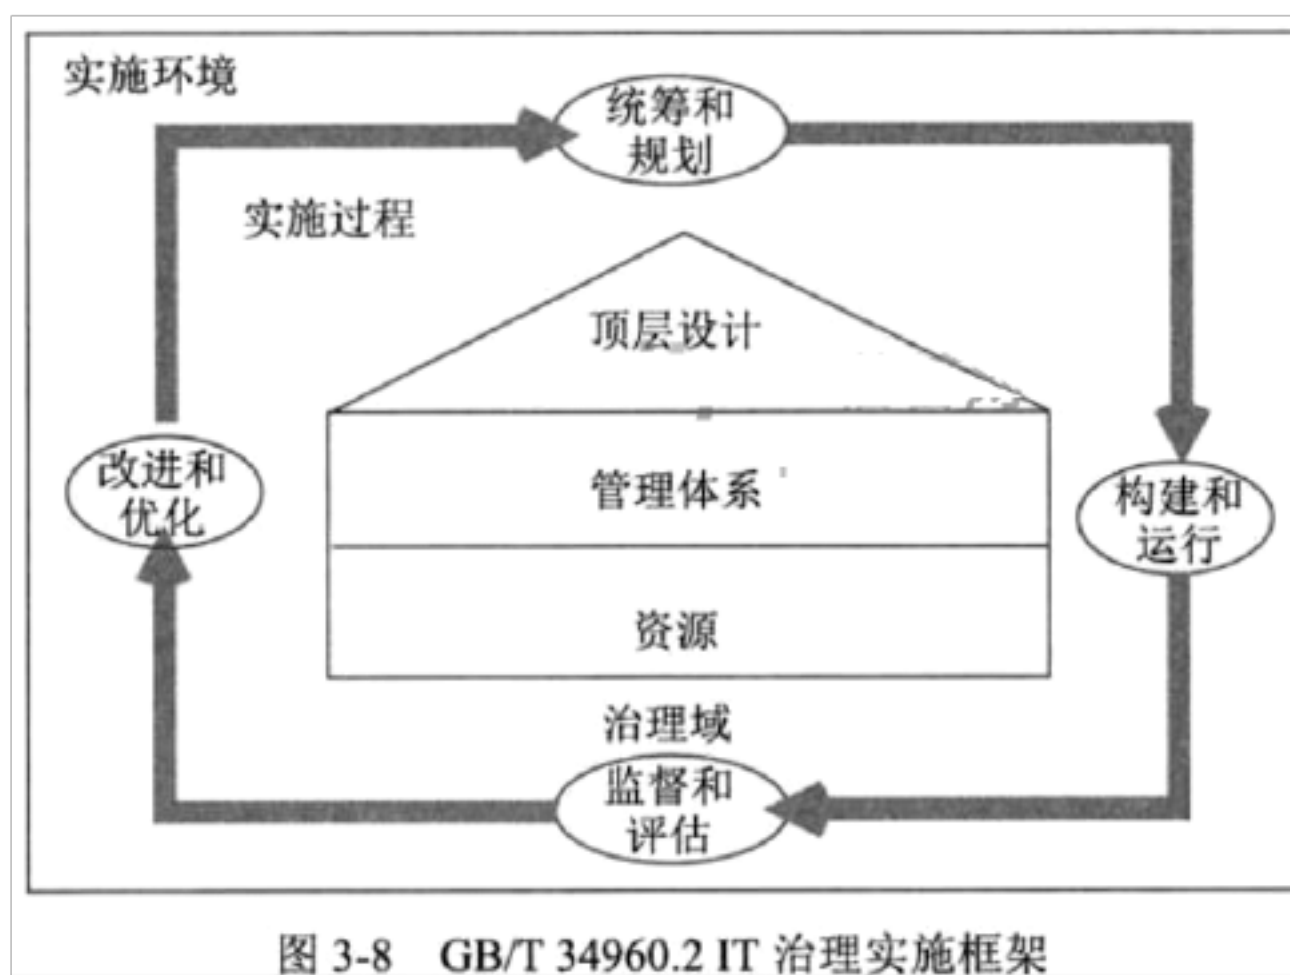 实施环境
统筹和
规划
实施过程
顶层设计
改进和
优化
管理体系
构建和
运行
资源
治理域
监督和
评估
图 3-8 GB/T 34960.2 IT 治理实施框架